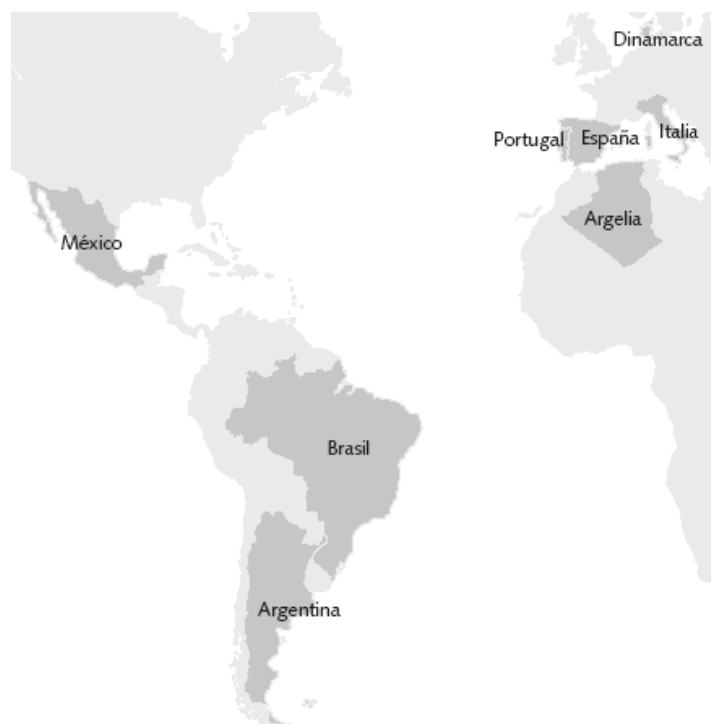 Dinamarca
Portugal
España
Italia
Argelia
México
Brasil
Argentina